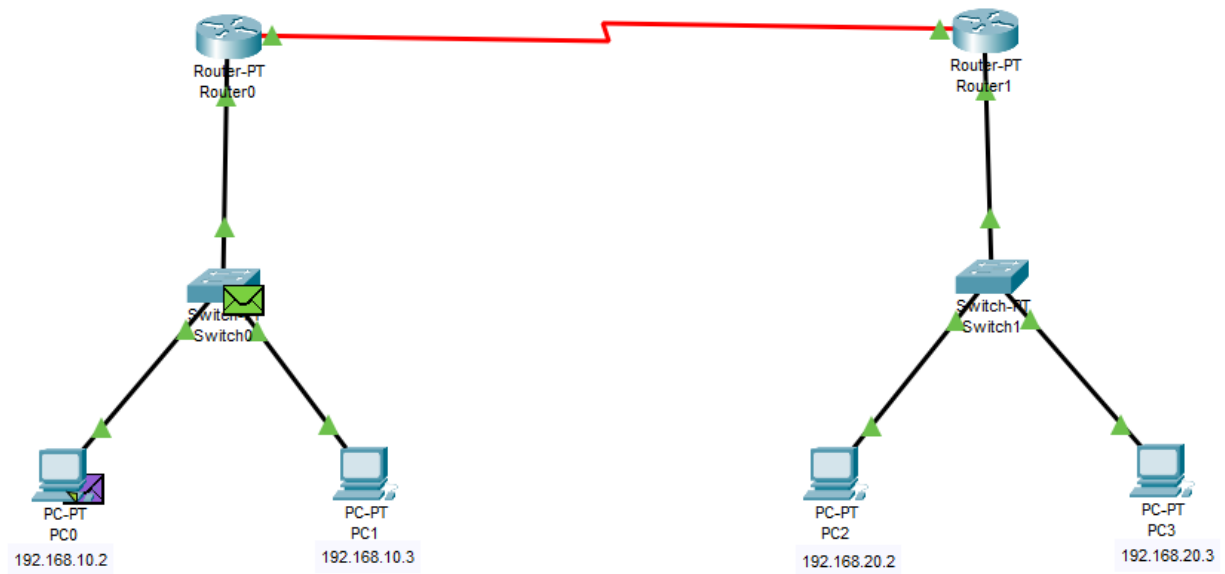 Router-PT
Router0
Router-PT
Router1
Switch-PT
Switch0
Switch-PT
Switch1
PC-PT
PC0
192.168.10.2
PC-PT
PC1
192.168.10.3
PC-PT
PC2
192.168.20.2
PC-PT
PC3
192.168.20.3